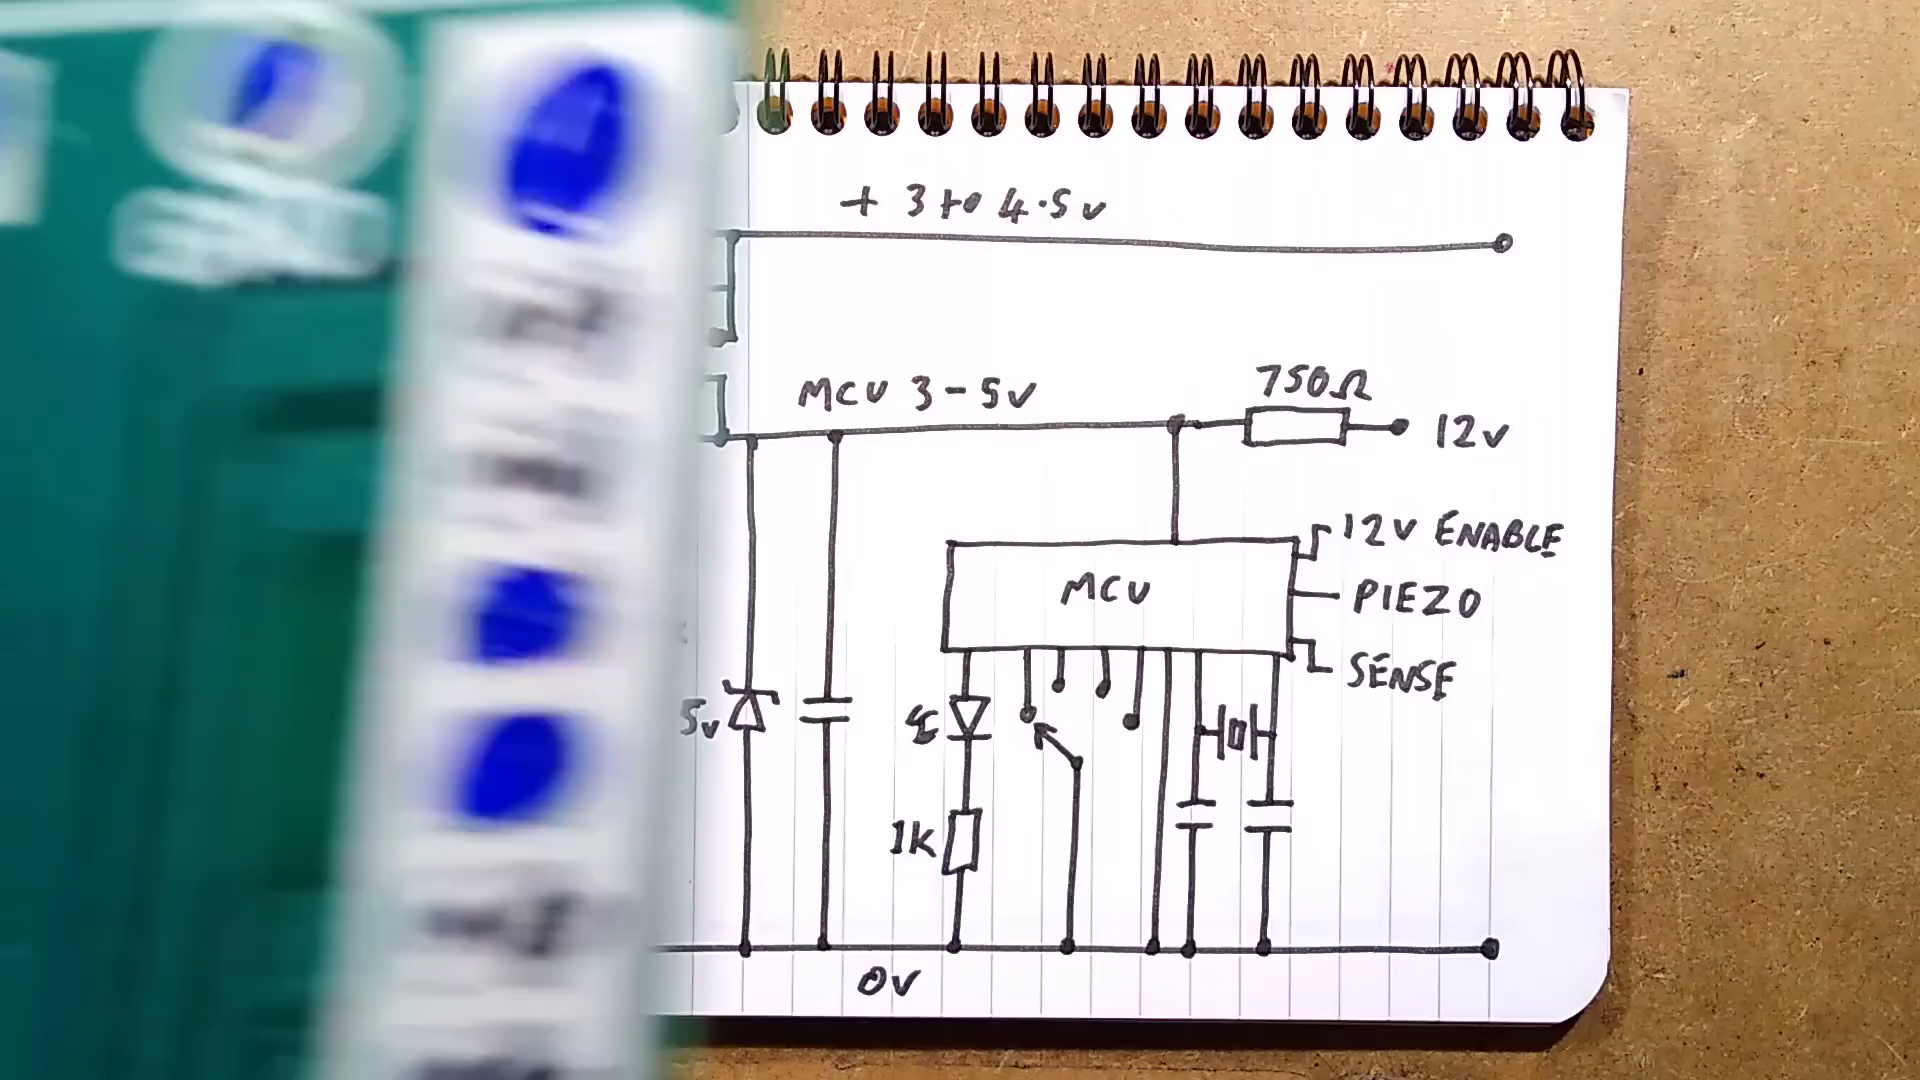 + 3 to 4.5v
750Ω
MCU 3-5v
12v
12V ENABLE
MCU
PIEZO
SENSE
5v
1K
0V